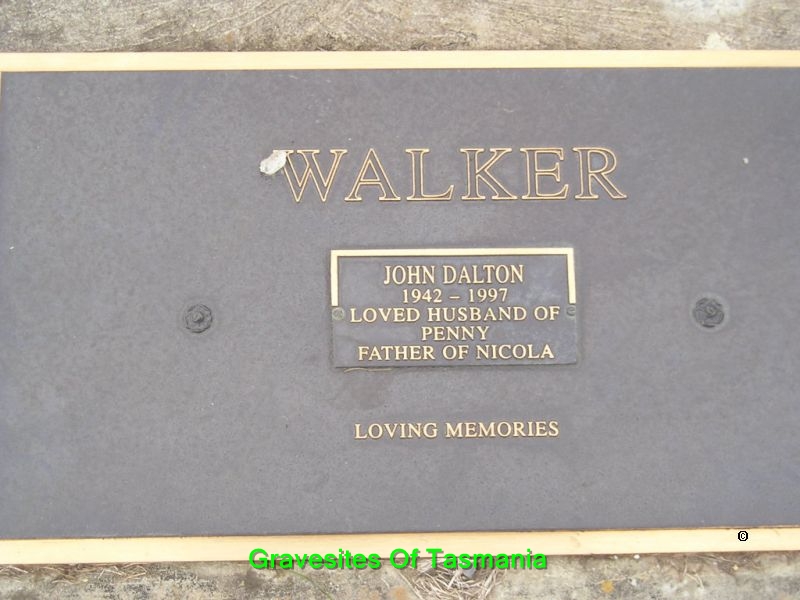 WALKER
JOHN DALTON
1942 – 1997
LOVED HUSBAND OF
PENNY
FATHER OF NICOLA
LOVING MEMORIES
©
Gravesites Of Tasmania